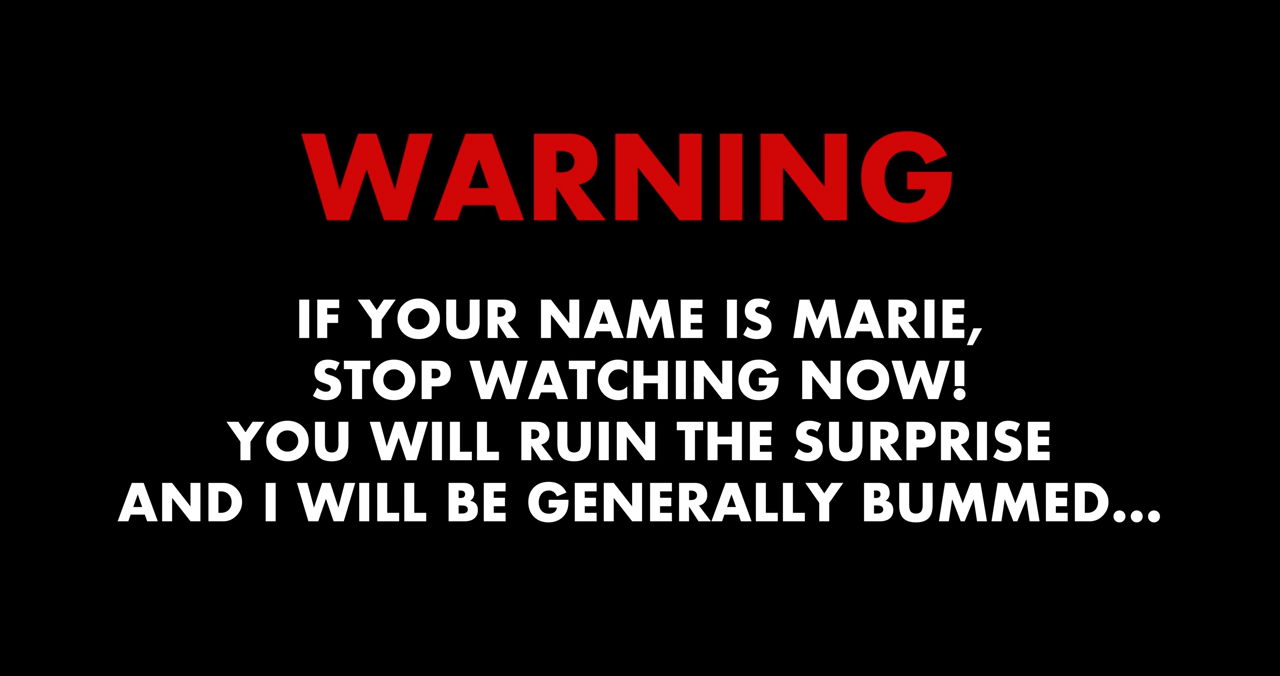 WARNING
IF YOUR NAME IS MARIE,
STOP WATCHING NOW!
YOU WILL RUIN THE SURPRISE
AND I WILL BE GENERALLY BUMMED...